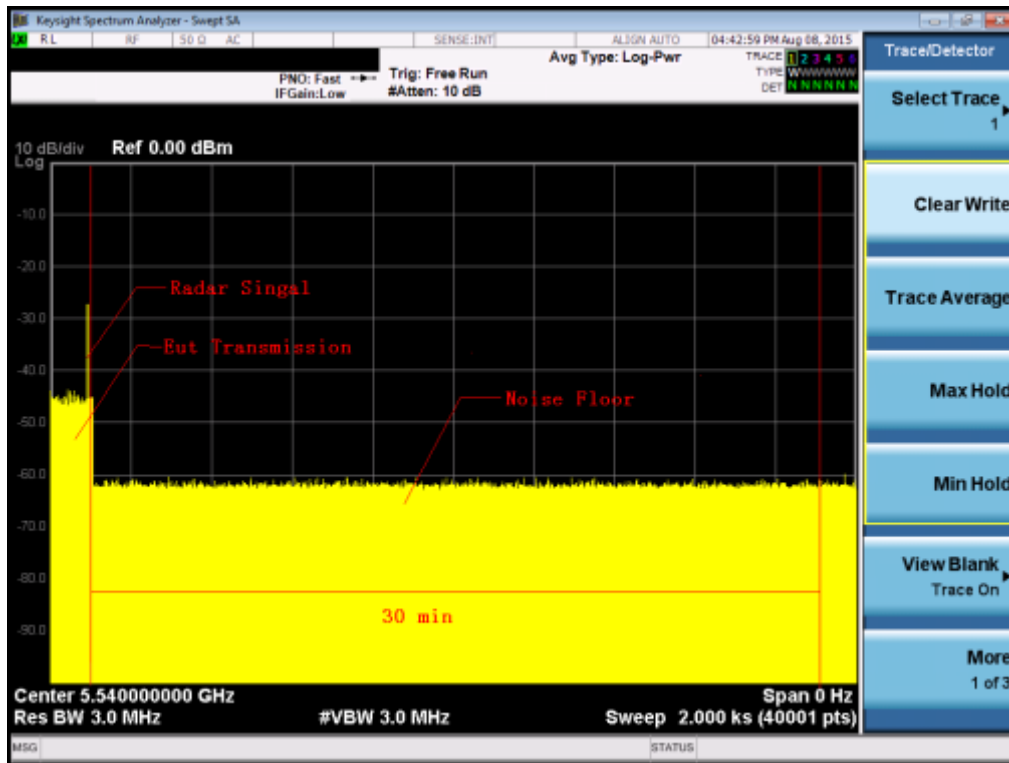 Keysight Spectrum Analyzer - Swept SA
RL RF 50 Ω AC SENSE:INT ALIGN AUTO 04:42:59 PM Aug 08, 2015
PNO: Fast
IFGain:Low
Trig: Free Run
#Atten: 10 dB
Avg Type: Log-Pwr
TRACE 1 2 3 4 5 6
TYPE WWWWWWW
DET N N N N N N
10 dB/div Ref 0.00 dBm
Log
-10.0
-20.0
-30.0
-40.0
-50.0
-60.0
-70.0
-80.0
-90.0
Radar Singal
Eut Transmission
Noise Floor
30 min
Center 5.540000000 GHz Span 0 Hz
Res BW 3.0 MHz #VBW 3.0 MHz Sweep 2.000 ks (40001 pts)
MSG STATUS
Trace/Detector
Select Trace
1
Clear Write
Trace Average
Max Hold
Min Hold
View Blank
Trace On
More
1 of 3